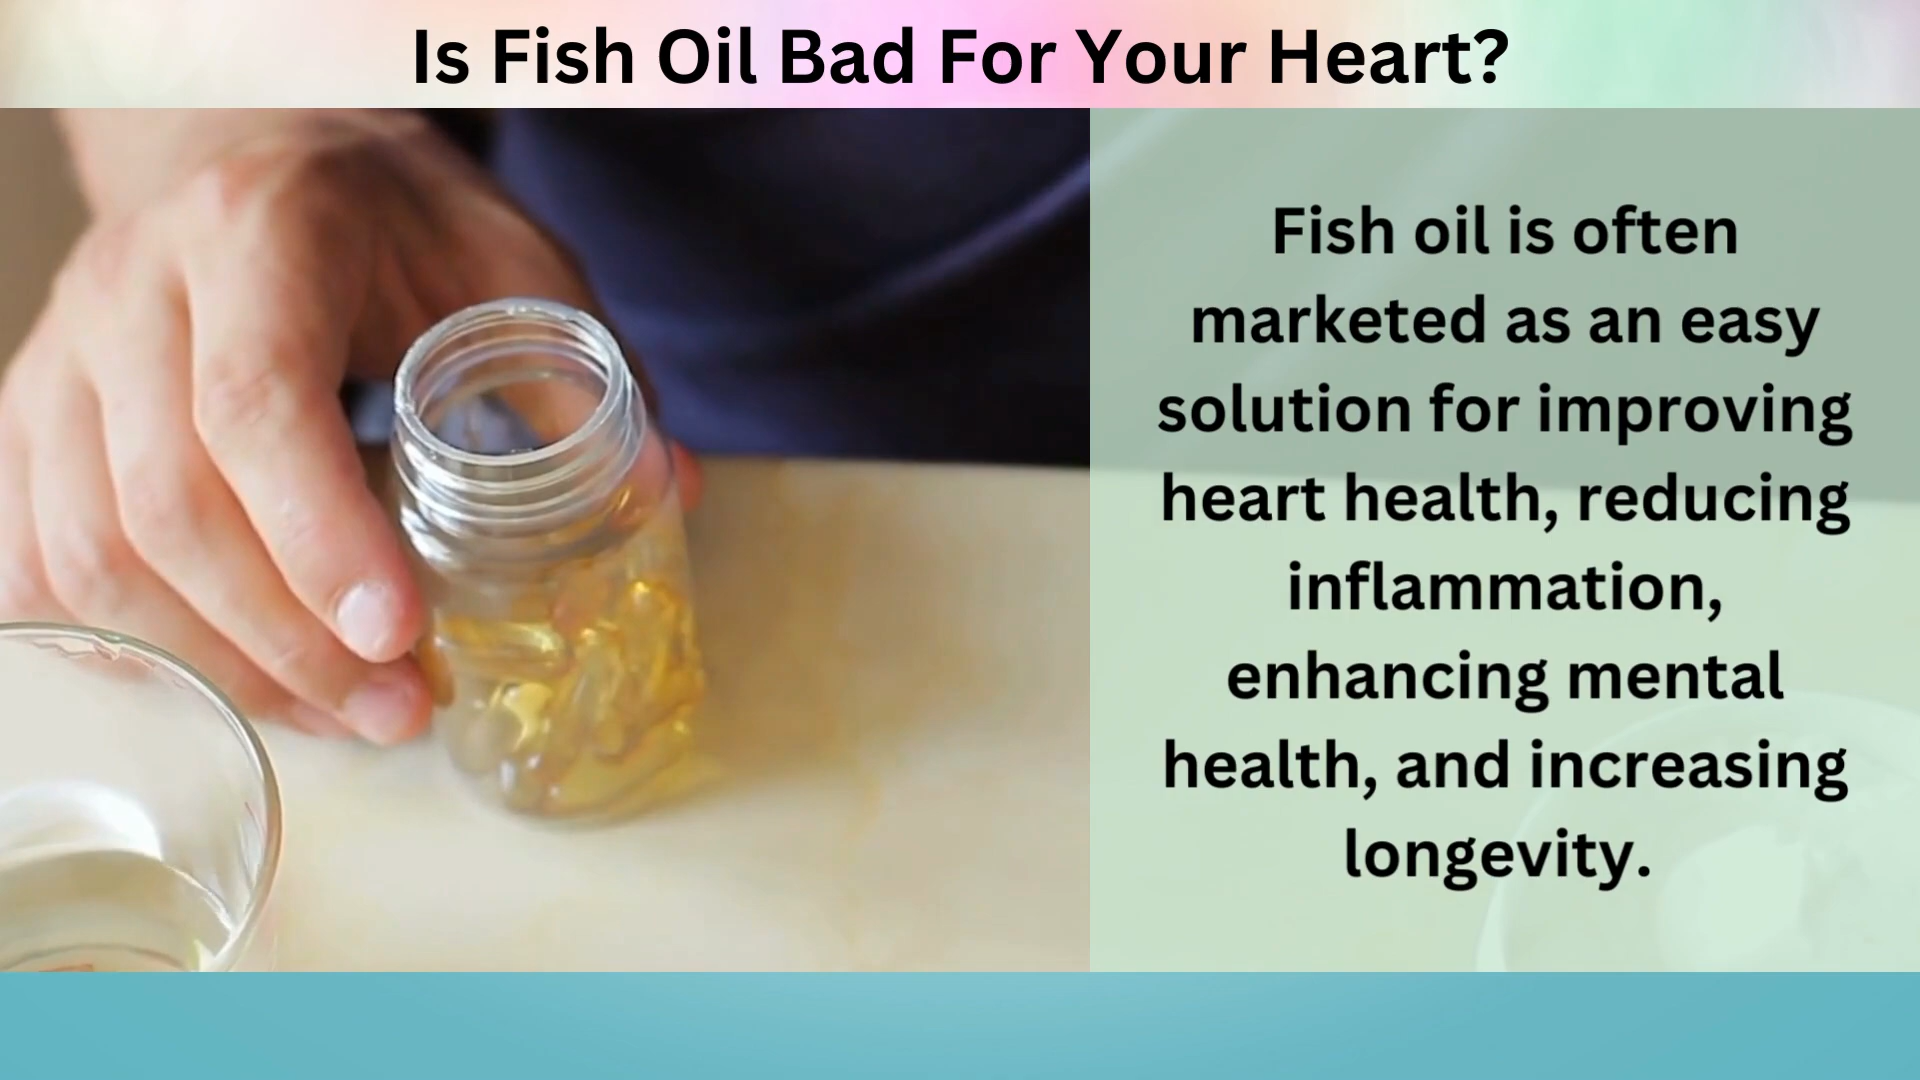 Is Fish Oil Bad For Your Heart?
Fish oil is often
marketed as an easy
solution for improving
heart health, reducing
inflammation,
enhancing mental
health, and increasing
longevity.